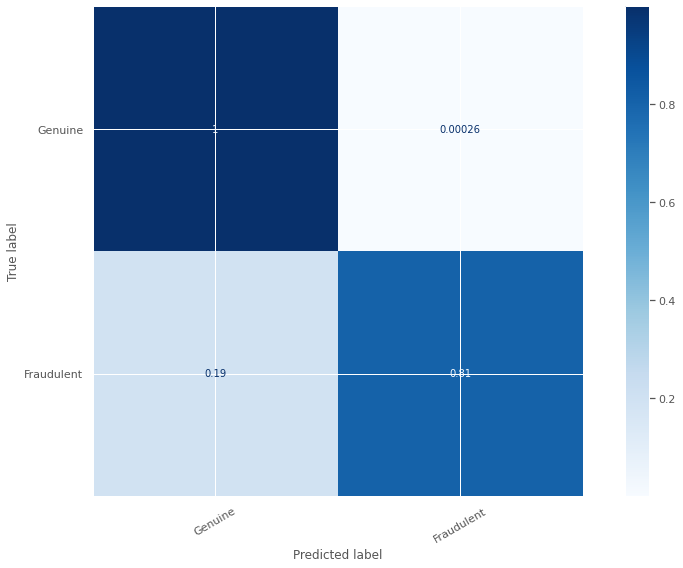 Genuine
1
0.00026
Fraudulent
0.19
0.81
Genuine
Fraudulent
True label
Predicted label
0.8
0.6
0.4
0.2